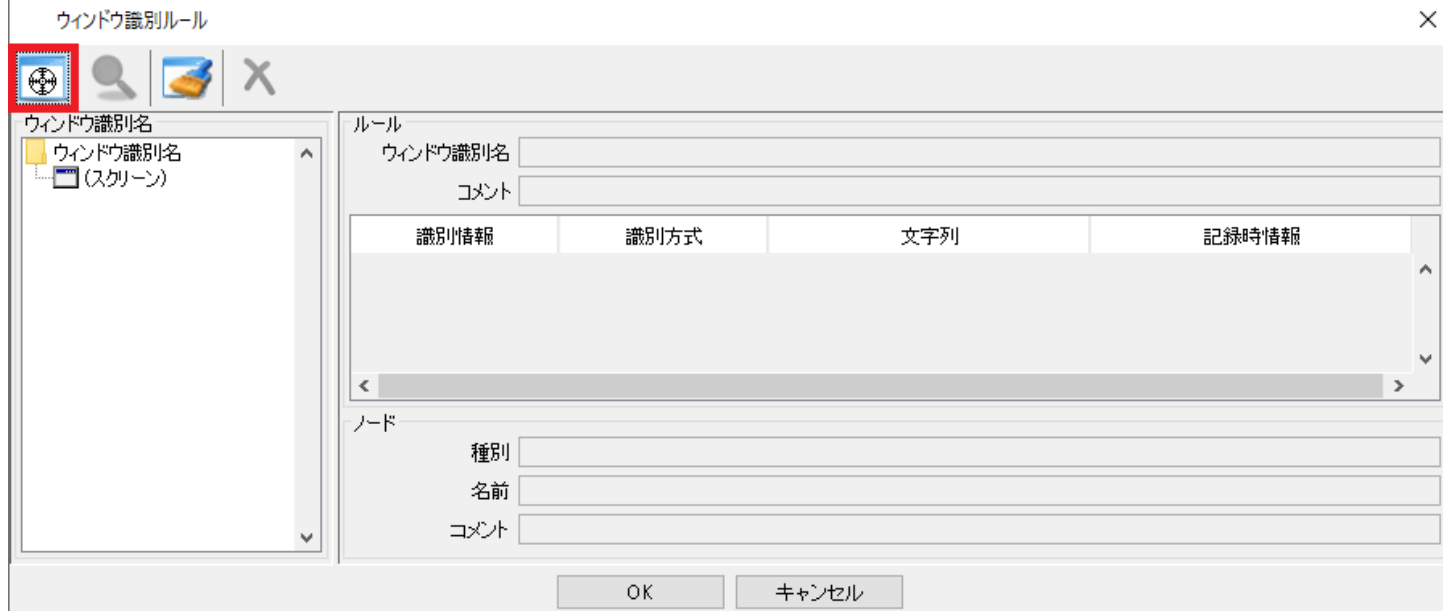 ウィンドウ識別ルール
ウィンドウ識別名
ウィンドウ識別名
(スクリーン)
ルール
ウィンドウ識別名
コメント
識別情報 識別方式 文字列 記録時情報
ノード
種別
名前
コメント
OK キャンセル